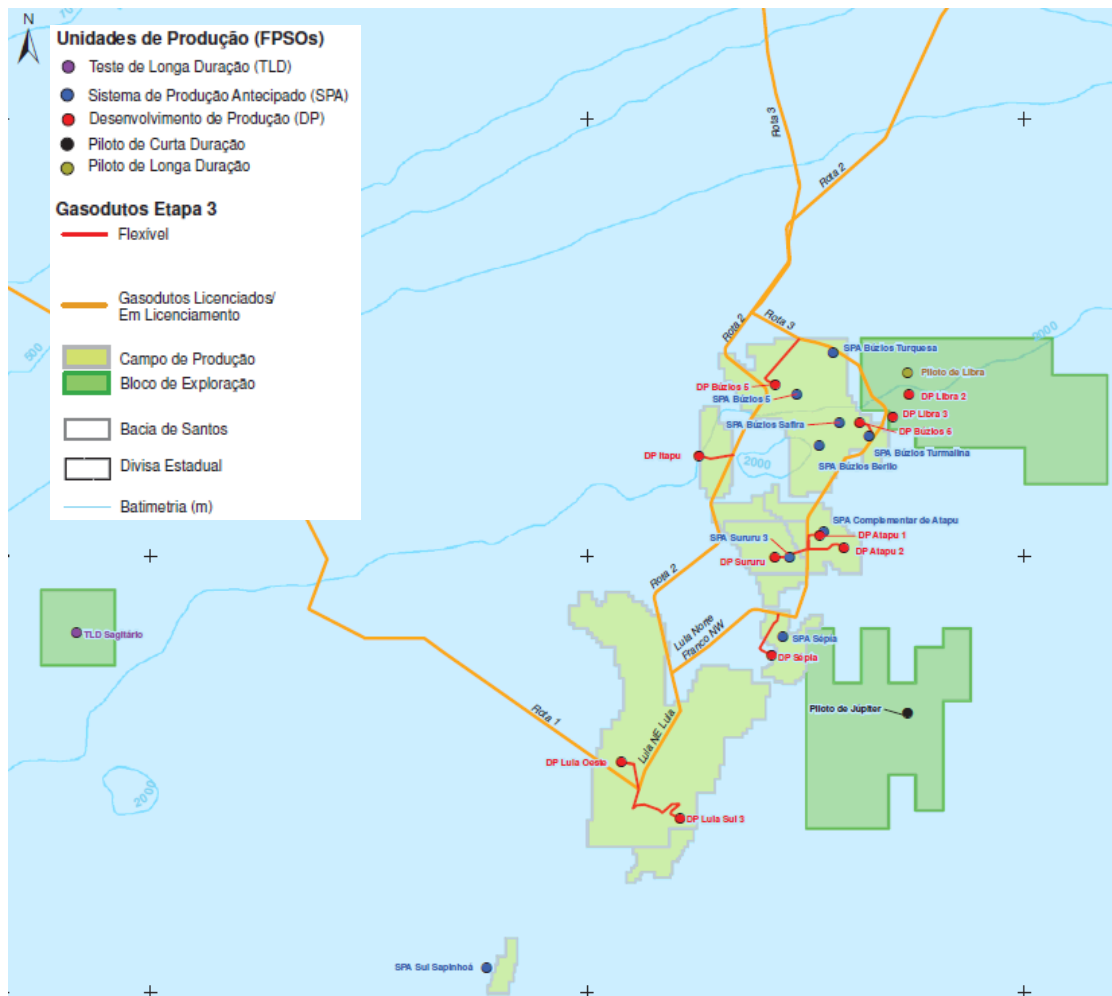 N
Unidades de Produção (FPSOs)
Teste de Longa Duração (TLD)
Sistema de Produção Antecipado (SPA)
Desenvolvimento de Produção (DP)
Piloto de Curta Duração
Piloto de Longa Duração
Gasodutos Etapa 3
Flexível
Gasodutos Licenciados/
Em Licenciamento
Campo de Produção
Bloco de Exploração
Bacia de Santos
Divisa Estadual
Batimetria (m)
500
Rota 3
Rota 2
Rota 2
Rota 3
2000
SPA Búzios Turquesa
Piloto de Libra
DP Búzios 5
SPA Búzios 5
DP Libra 2
DP Libra 3
SPA Búzios Safira
DP Búzios 6
SPA Búzios Turmalina
DP Itapu
2000
SPA Búzios Berilo
SPA Complementar de Atapu
SPA Sururu 3
DP Atapu 1
DP Sururu
DP Atapu 2
Rota 2
TLD Sagitário
Lula Norte
Franco NW
SPA Sépia
DP Sépia
Rota 1
Piloto de Júpiter
Lula NE Lula
DP Lula Oeste
2000
DP Lula Sul 3
SPA Sul Sapinhoá